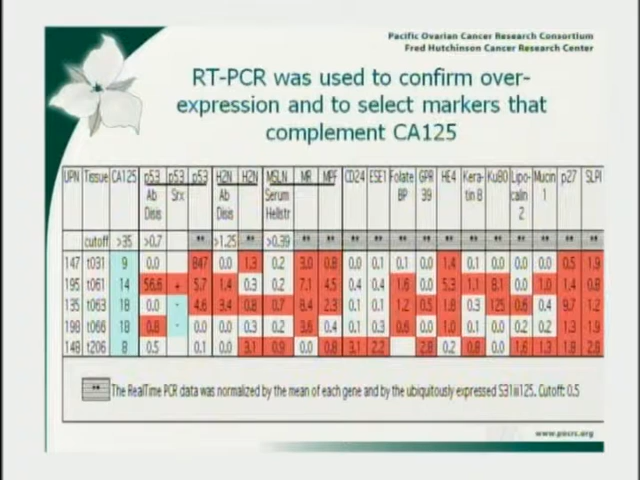 Pacific Ovarian Cancer Research Consortium
Fred Hutchinson Cancer Research Center
RT-PCR was used to confirm over-
expression and to select markers that
complement CA125
UPN Tissue CA125 p53 p53 p53 H2N H2N MSLN MR MPF CD24 ESE1 Folate GPR HE4 Kera- Ku80 Lipo- Mucin p27 SLPI
Ab Srx Ab Serum BP 39 tin 8 calin 1
Disis Disis Hellstr 2
cutoff >35 >0.7 ** >1.25 ** >0.39 ** ** ** ** ** ** ** ** ** ** ** ** **
147 t031 9 0.0 847 0.0 1.3 0.2 3.0 0.8 0.0 0.1 0.1 0.0 1.4 0.1 0.0 0.0 0.0 0.5 1.9
195 t061 14 56.6 + 5.7 1.4 0.3 0.2 7.1 4.5 0.4 0.1 1.6 0.4 5.3 1.1 8.1 0.0 1.0 1.4 0.8
135 t063 18 0.0 - 4.6 3.4 0.8 0.7 8.4 2.3 0.1 0.1 1.2 0.5 1.8 0.3 0.6 0.4 9.7 1.2
198 t066 18 0.8 - 0.0 0.0 0.3 0.2 3.6 0.4 0.1 0.3 0.6 0.0 1.0 0.1 0.0 0.2 0.2 1.3 1.9
148 t206 8 0.5 0.1 0.0 3.1 0.9 0.0 0.8 3.1 2.2 2.8 0.2 0.8 0.0 1.6 1.3 1.8 2.8
** The RealTime PCR data was normalized by the mean of each gene and by the ubiquitously expressed Cutoff: 0.5
www.pocrc.org